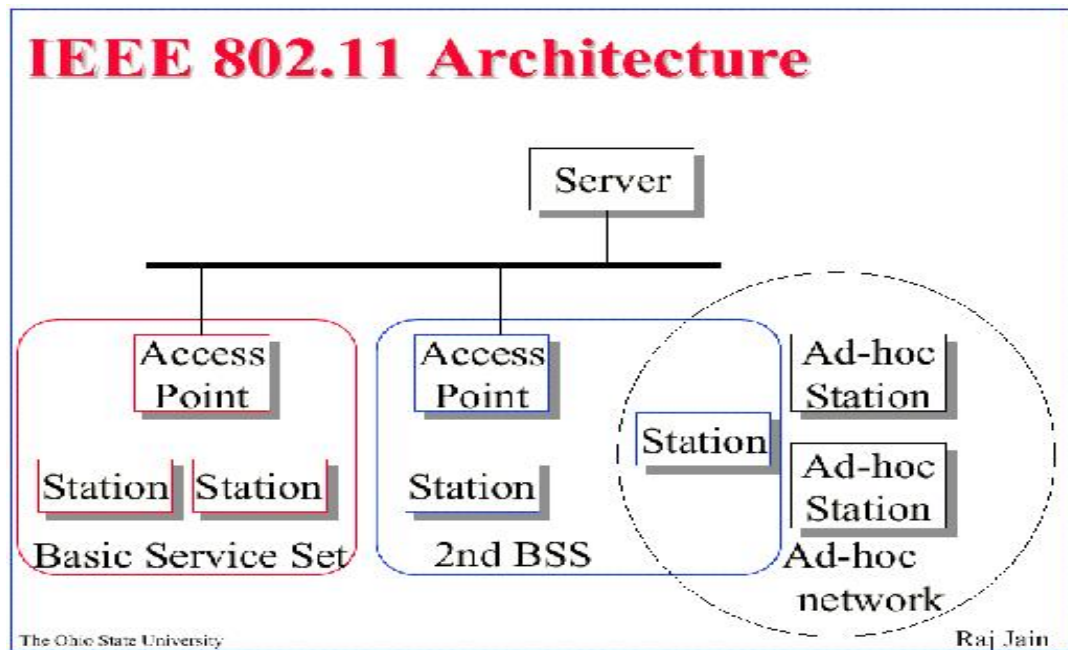 IEEE 802.11 Architecture
Server
Access
Point
Station
Station
Basic Service Set
Access
Point
Station
2nd BSS
Station
Ad-hoc
Station
Ad-hoc
Station
Ad-hoc
network
The Ohio State University
Raj Jain